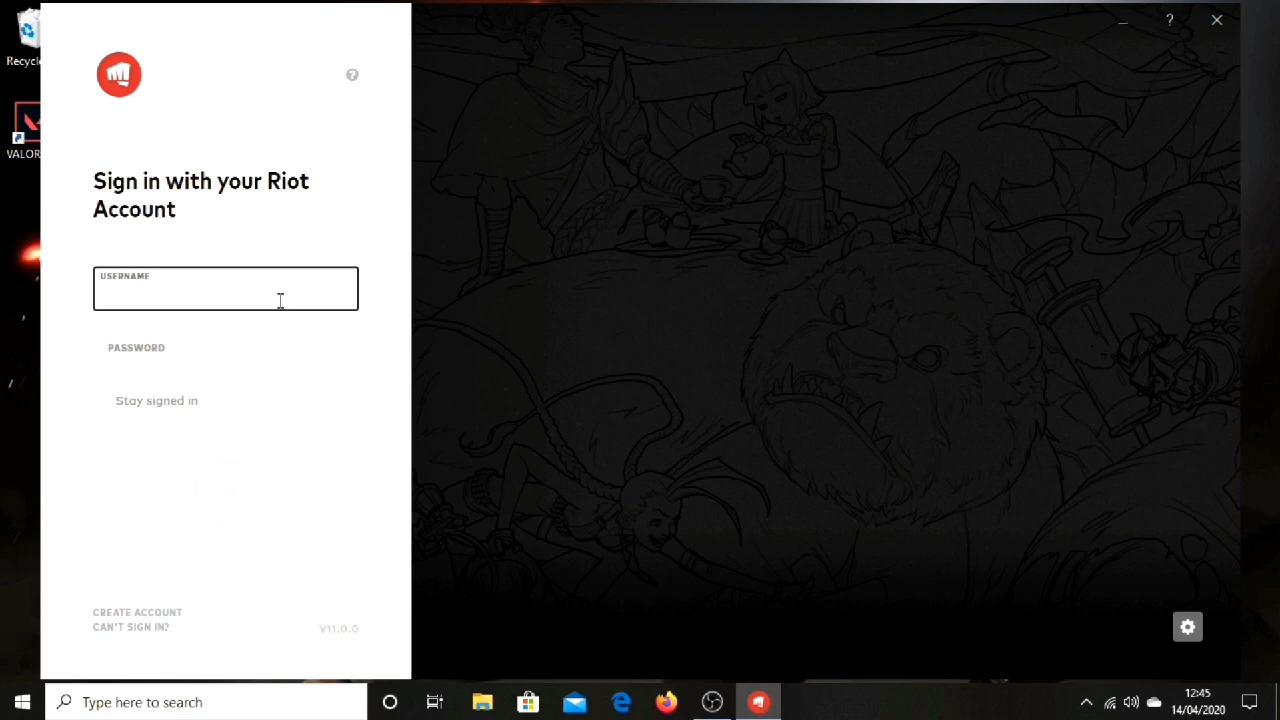 Recycl
VALOR
?
?
Sign in with your Riot
Account
USERNAME
PASSWORD
Stay signed in
CREATE ACCOUNT
CAN'T SIGN IN?
V11.0.0
Type here to search
12:45
14/04/2020